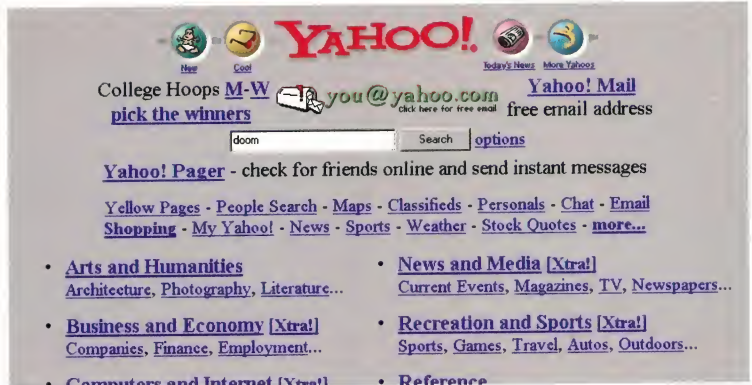 YAHOO!
New Cool Today's News More Yahoos
College Hoops M-W
pick the winners
you@yahoo.com
click here for free email
Yahoo! Mail
free email address
doom Search options
Yahoo! Pager - check for friends online and send instant messages
Yellow Pages - People Search - Maps - Classifieds - Personals - Chat - Email
Shopping - My Yahoo! - News - Sports - Weather - Stock Quotes - more...
• Arts and Humanities
Architecture, Photography, Literature...
• News and Media [Xtra!]
Current Events, Magazines, TV, Newspapers...
• Business and Economy [Xtra!]
Companies, Finance, Employment...
• Recreation and Sports [Xtra!]
Sports, Games, Travel, Autos, Outdoors...
• Computers and Internet [Xtra!]
• Reference